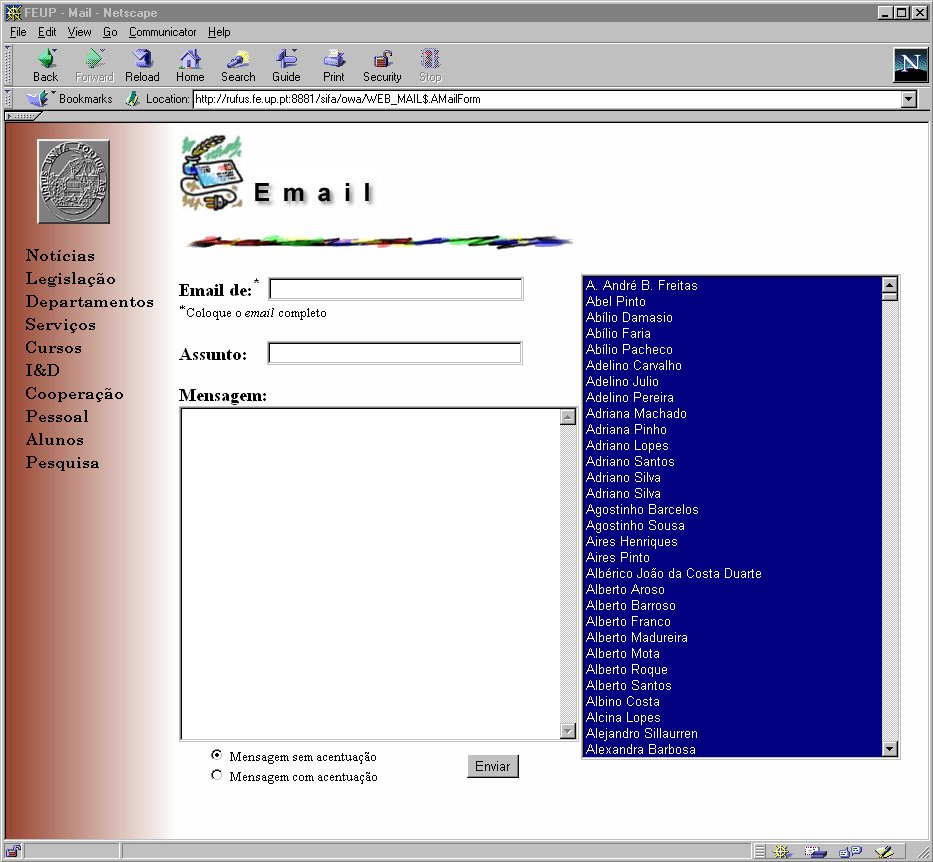 FEUP - Mail - Netscape
File Edit View Go Communicator Help
Back Forward Reload Home Search Guide Print Security Stop
N
Bookmarks Location: http://rufus.fe.up.pt:8881/sifa/owa/WEB_MAIL$.AMailForm
Email
Notícias
Legislação
Departamentos
Serviços
Cursos
I&D
Cooperação
Pessoal
Alunos
Pesquisa
Email de:*
*Coloque o email completo
Assunto:
Mensagem:
Mensagem sem acentuação
Mensagem com acentuação
Enviar
A. André B. Freitas
Abel Pinto
Abílio Damasio
Abílio Faria
Abílio Pacheco
Adelino Carvalho
Adelino Julio
Adelino Pereira
Adriana Machado
Adriana Pinho
Adriano Lopes
Adriano Santos
Adriano Silva
Adriano Silva
Agostinho Barcelos
Agostinho Sousa
Aires Henriques
Aires Pinto
Albérico João da Costa Duarte
Alberto Aroso
Alberto Barroso
Alberto Franco
Alberto Madureira
Alberto Mota
Alberto Roque
Alberto Santos
Albino Costa
Alcina Lopes
Alejandro Sillaurren
Alexandra Barbosa